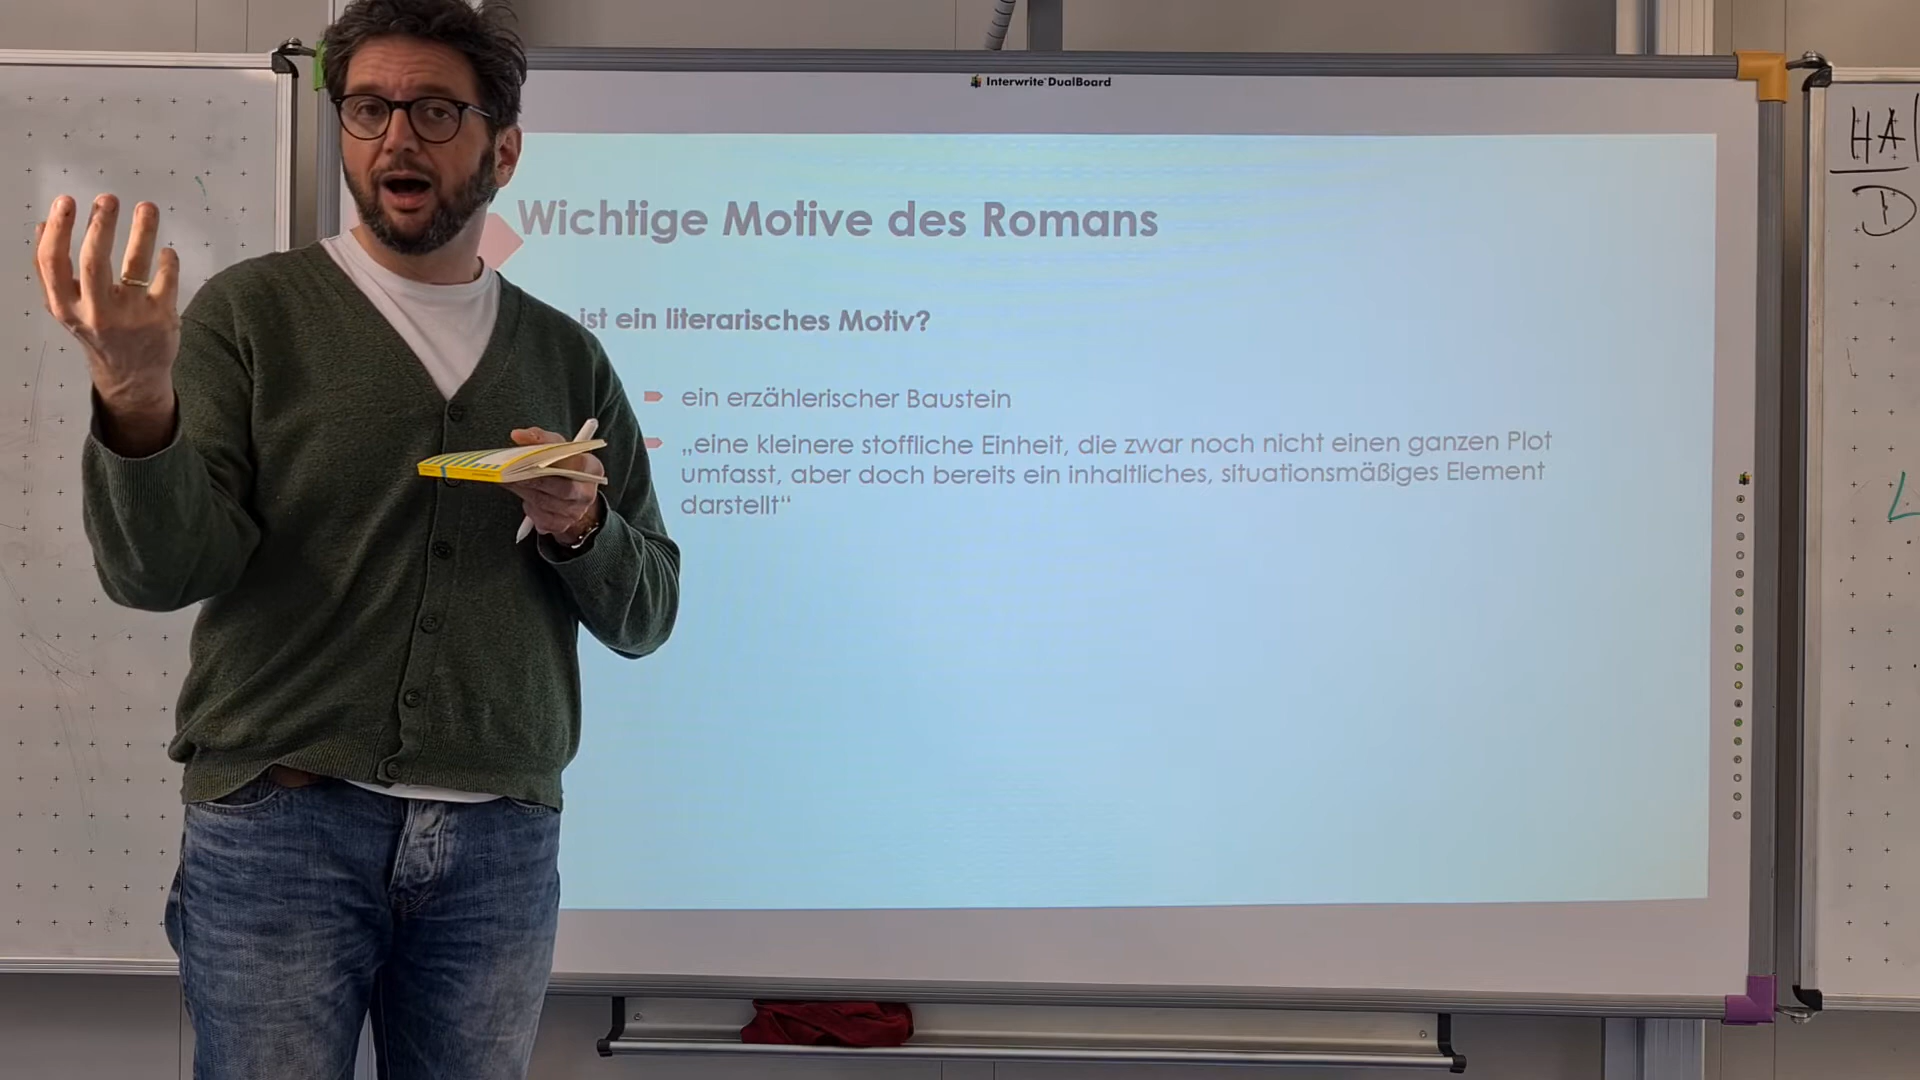 Interwrite DualBoard
Wichtige Motive des Romans
ist ein literarisches Motiv?
ein erzählerischer Baustein
„eine kleinere stoffliche Einheit, die zwar noch nicht einen ganzen Plot
umfasst, aber doch bereits ein inhaltliches, situationsmäßiges Element
darstellt“
HA
D